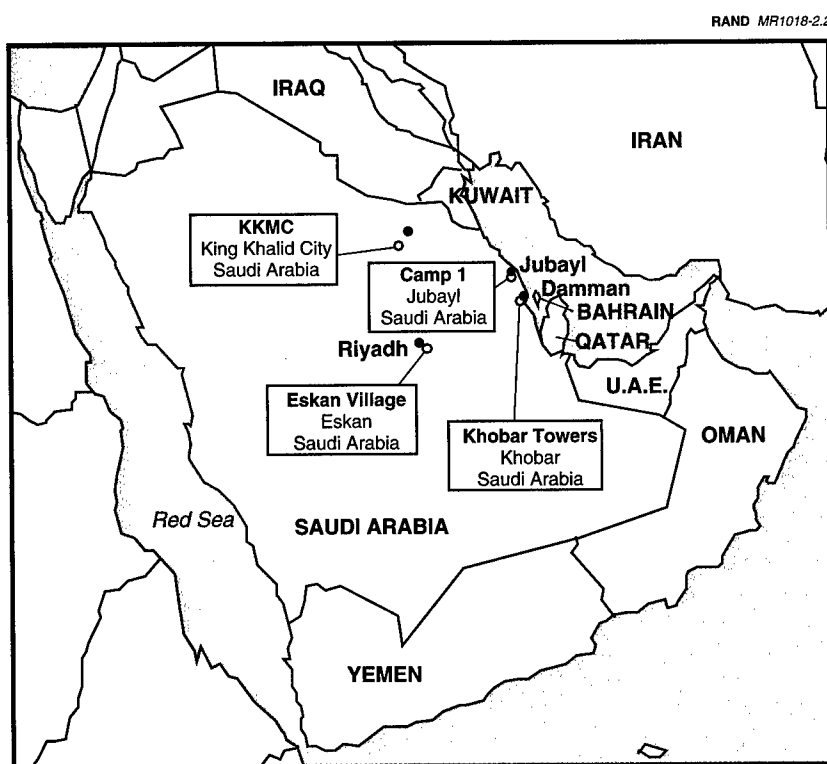 RAND MR1018-2.2
IRAQ
IRAN
KUWAIT
KKMC
King Khalid City
Saudi Arabia
Camp 1
Jubayl
Saudi Arabia
Jubayl
Damman
BAHRAIN
QATAR
Riyadh
U.A.E.
Eskan Village
Eskan
Saudi Arabia
Khobar Towers
Khobar
Saudi Arabia
OMAN
Red Sea
SAUDI ARABIA
YEMEN